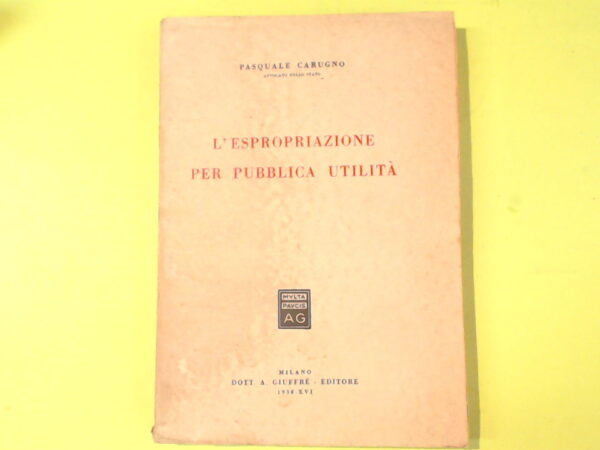 PASQUALE CARUGNO
AVVOCATO DELLO STATO
L'ESPROPRIAZIONE
PER PUBBLICA UTILITÀ
MVLTA
PAVCIS
AG
MILANO
DOTT. A. GIUFFRÈ - EDITORE
1938-XVI